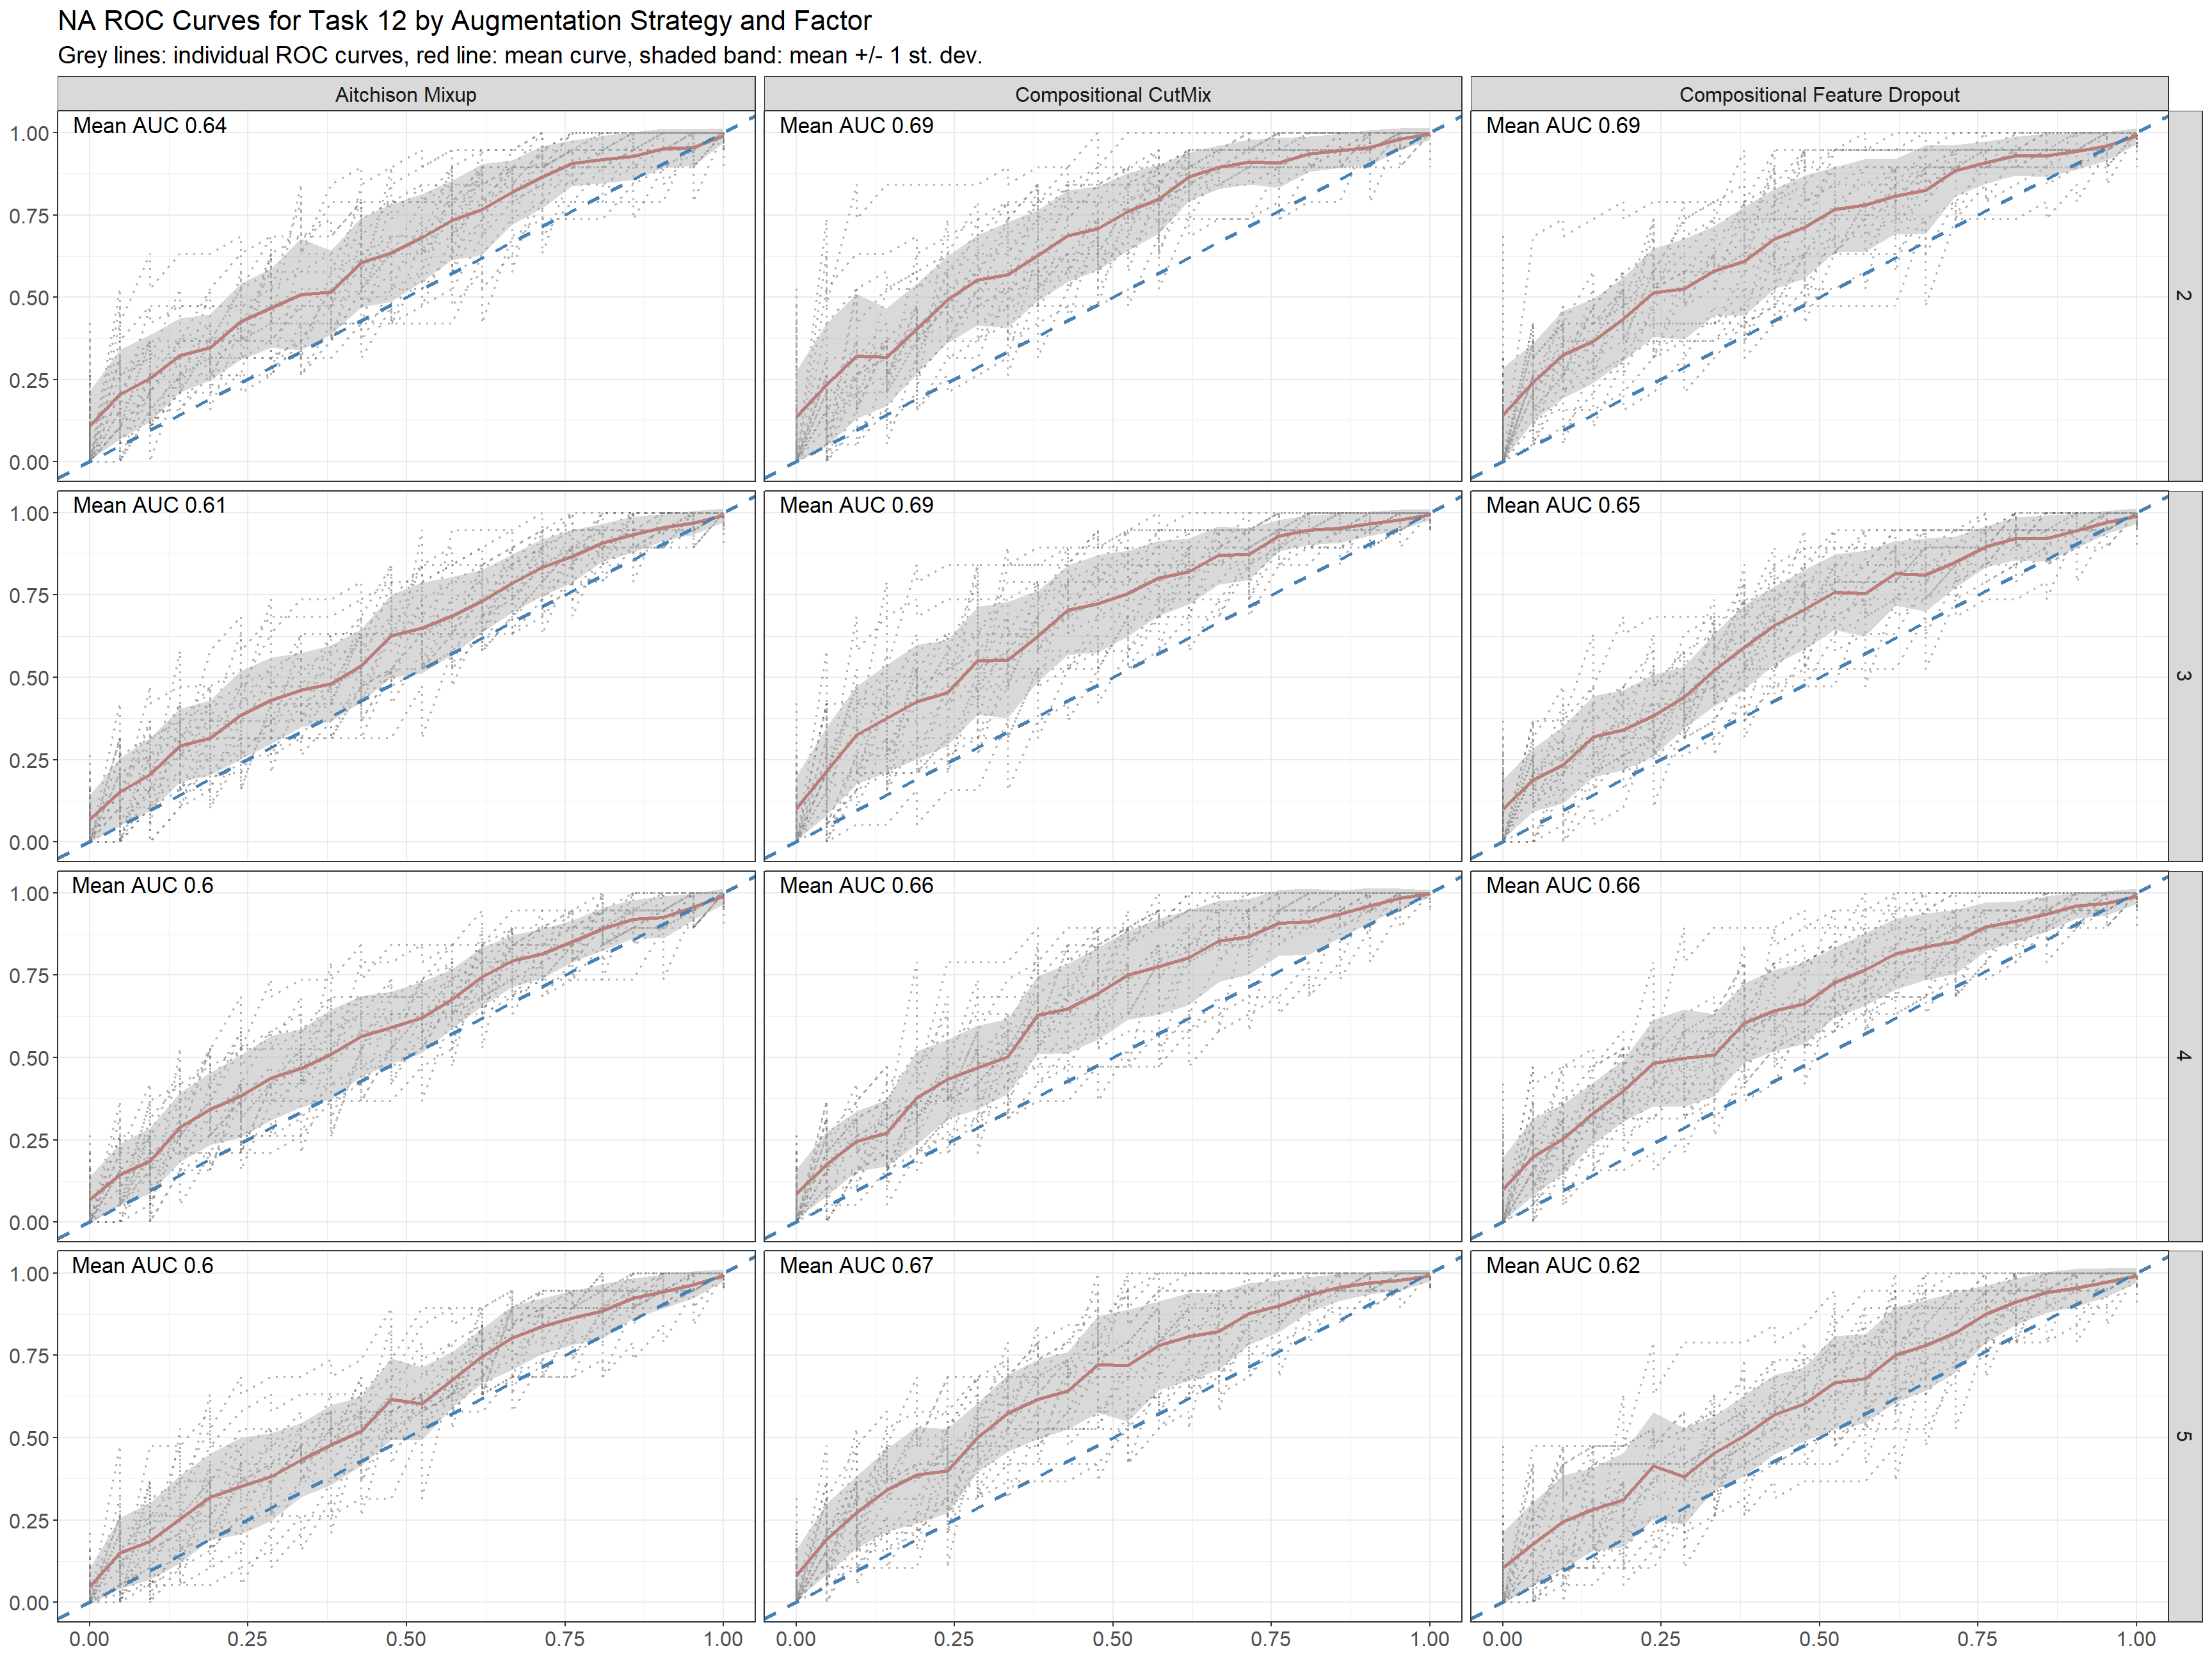 NA ROC Curves for Task 12 by Augmentation Strategy and Factor
Grey lines: individual ROC curves, red line: mean curve, shaded band: mean +/- 1 st. dev.
Aitchison Mixup
Compositional CutMix
Compositional Feature Dropout
Mean AUC 0.64
Mean AUC 0.69
Mean AUC 0.69
1.00
0.75
0.50
0.25
0.00
2
Mean AUC 0.61
Mean AUC 0.69
Mean AUC 0.65
1.00
0.75
0.50
0.25
0.00
3
Mean AUC 0.6
Mean AUC 0.66
Mean AUC 0.66
1.00
0.75
0.50
0.25
0.00
4
Mean AUC 0.6
Mean AUC 0.67
Mean AUC 0.62
1.00
0.75
0.50
0.25
0.00
5
0.00 0.25 0.50 0.75 1.00
0.00 0.25 0.50 0.75 1.00
0.00 0.25 0.50 0.75 1.00